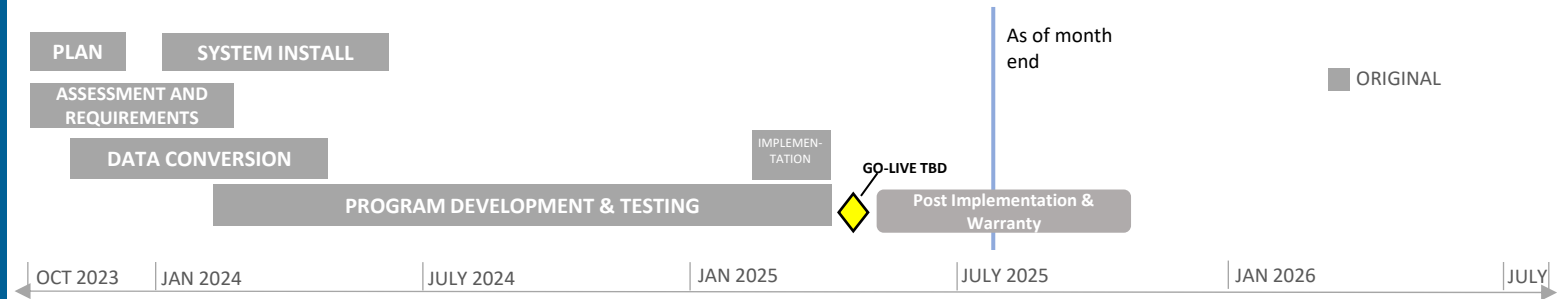 PLAN
SYSTEM INSTALL
As of month
end
ORIGINAL
ASSESSMENT AND
REQUIREMENTS
DATA CONVERSION
IMPLEMEN-
TATION
GO-LIVE TBD
PROGRAM DEVELOPMENT & TESTING
Post Implementation &
Warranty
OCT 2023
JAN 2024
JULY 2024
JAN 2025
JULY 2025
JAN 2026
JULY